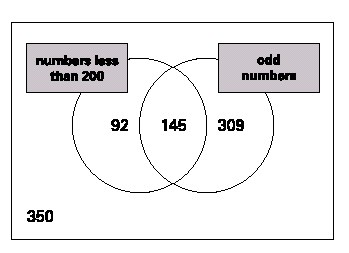 numbers less
than 200
odd
numbers
92
145
309
350